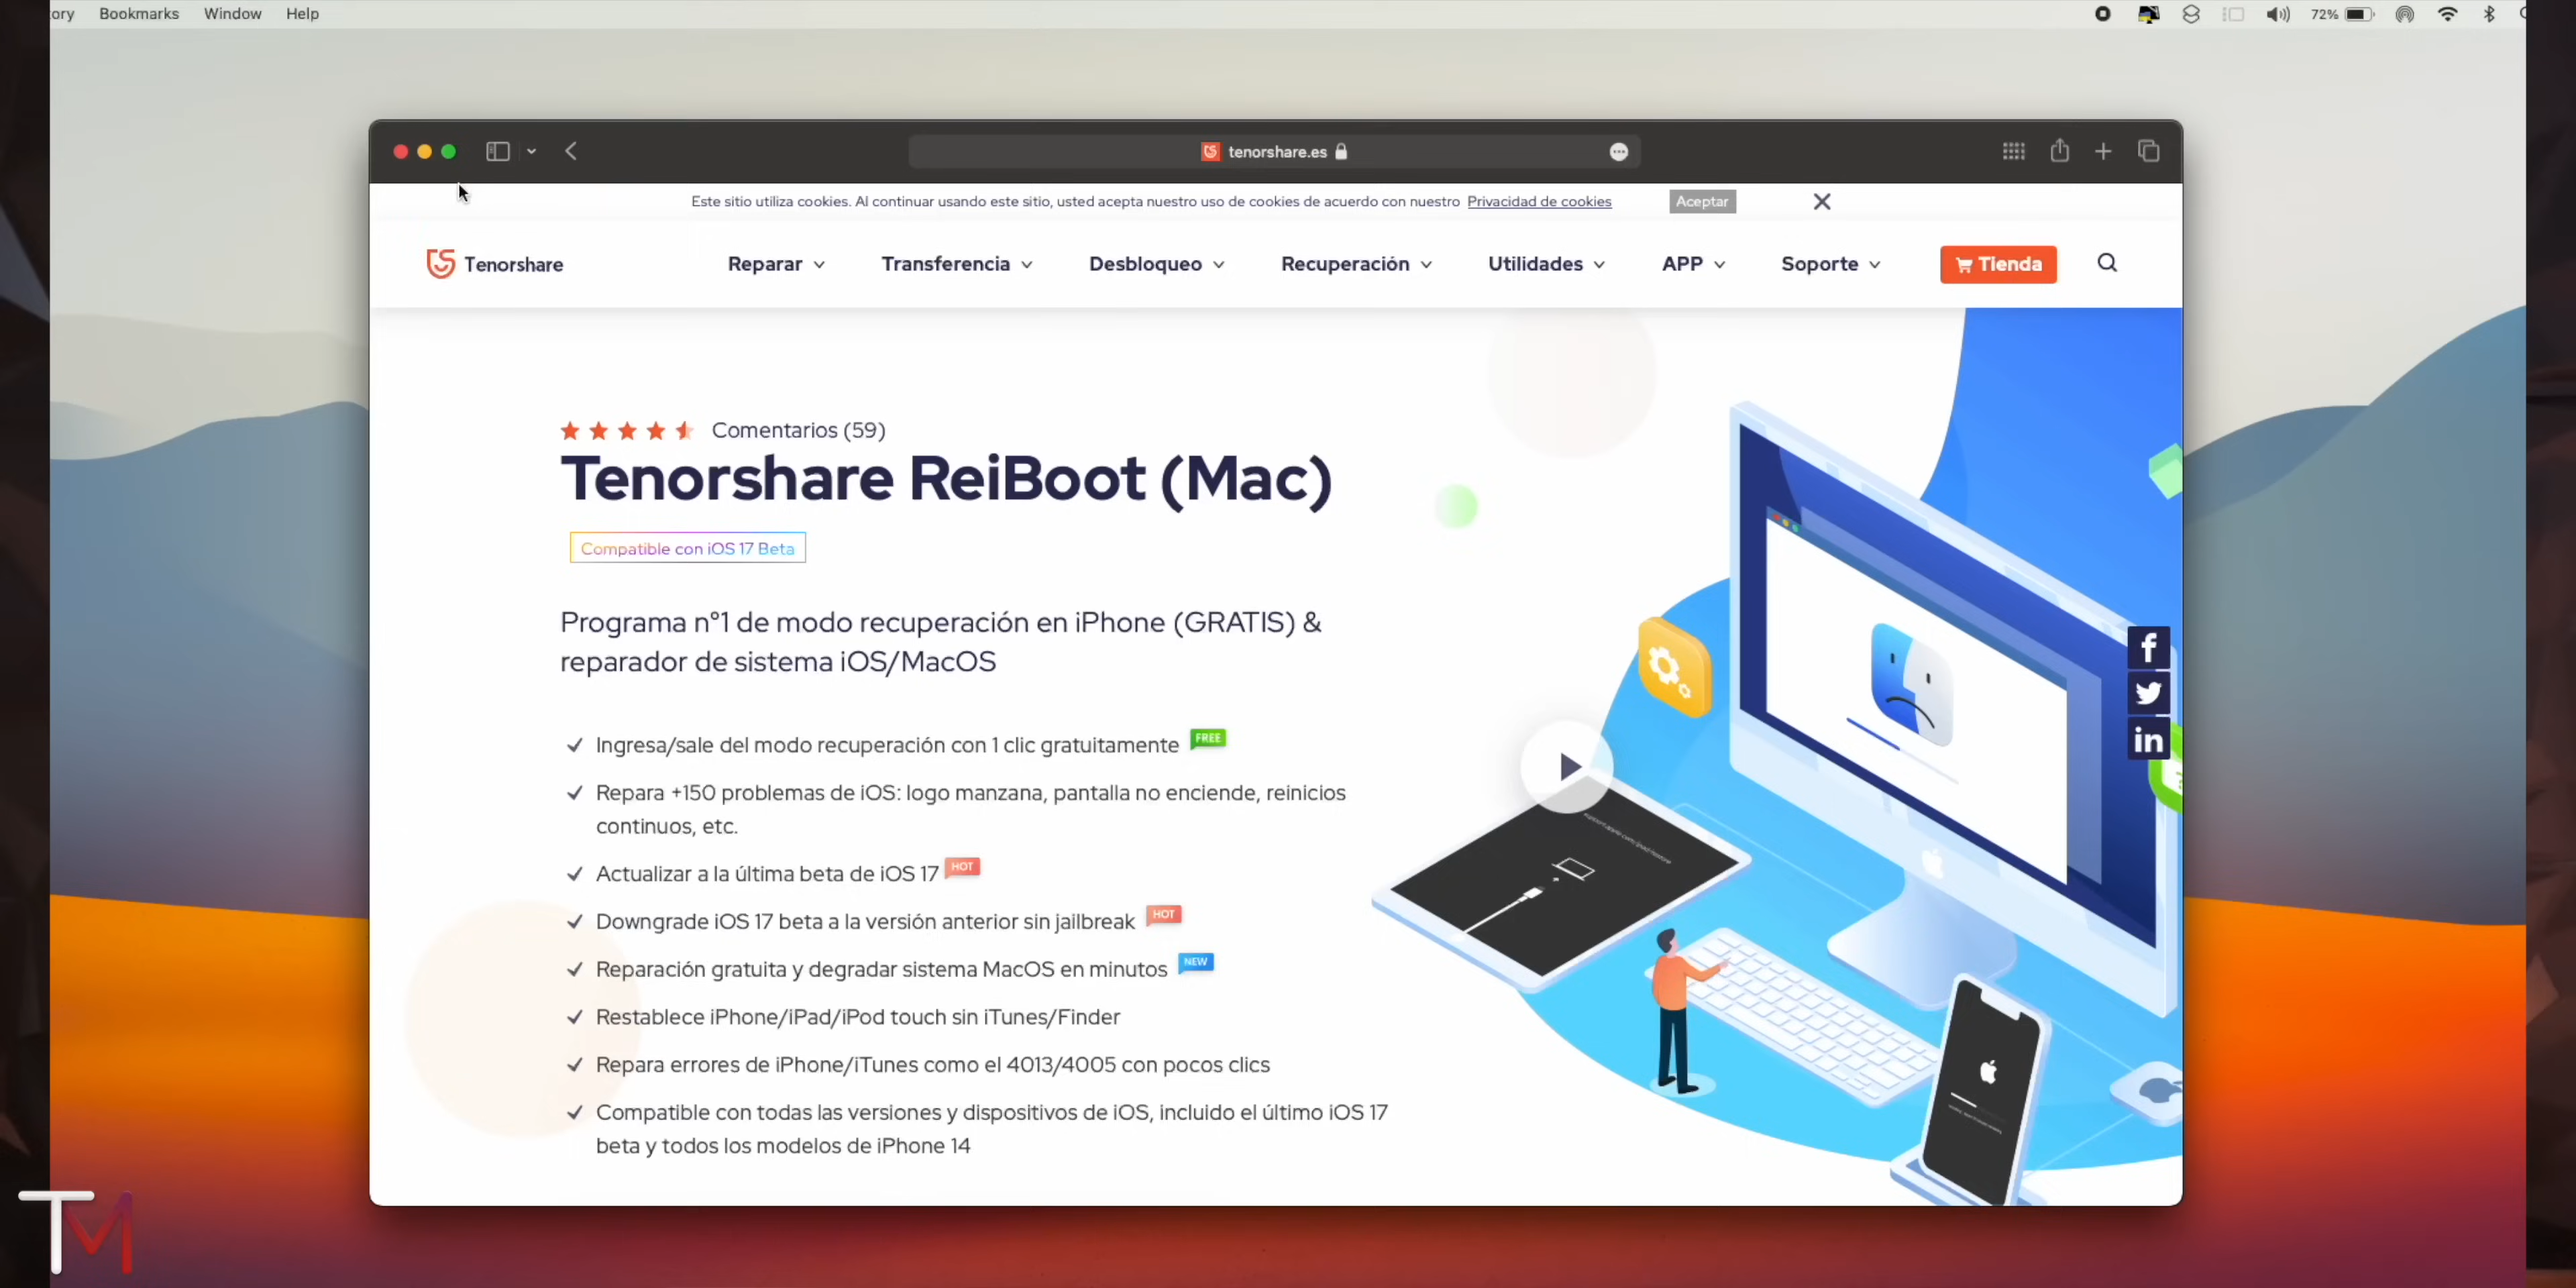 ory Bookmarks Window Help 72%
tenorshare.es
Este sitio utiliza cookies. Al continuar usando este sitio, usted acepta nuestro uso de cookies de acuerdo con nuestro Privacidad de cookies Aceptar
Tenorshare Reparar Transferencia Desbloqueo Recuperación Utilidades APP Soporte Tienda
Comentarios (59)
Tenorshare ReiBoot (Mac)
Compatible con iOS 17 Beta
Programa nº1 de modo recuperación en iPhone (GRATIS) &
reparador de sistema iOS/MacOS
Ingresa/sale del modo recuperación con 1 clic gratuitamente FREE
Repara +150 problemas de iOS: logo manzana, pantalla no enciende, reinicios
continuos, etc.
Actualizar a la última beta de iOS 17 HOT
Downgrade iOS 17 beta a la versión anterior sin jailbreak HOT
Reparación gratuita y degradar sistema MacOS en minutos NEW
Restablece iPhone/iPad/iPod touch sin iTunes/Finder
Repara errores de iPhone/iTunes como el 4013/4005 con pocos clics
Compatible con todas las versiones y dispositivos de iOS, incluido el último iOS 17
beta y todos los modelos de iPhone 14
support.apple.com/ipad/restore
f
in
TM